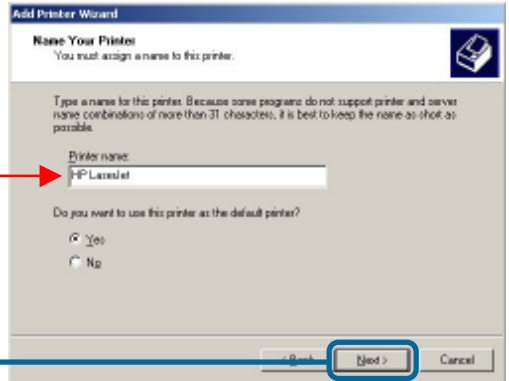 Add Printer Wizard
Name Your Printer
You must assign a name to this printer.
Type a name for this printer. Because some programs do not support printer and server
name combinations of more than 31 characters, it is best to keep the name as short as
possible.
Printer name:
HP LaserJet
Do you want to use this printer as the default printer?
Yes
No
< Back
Next >
Cancel